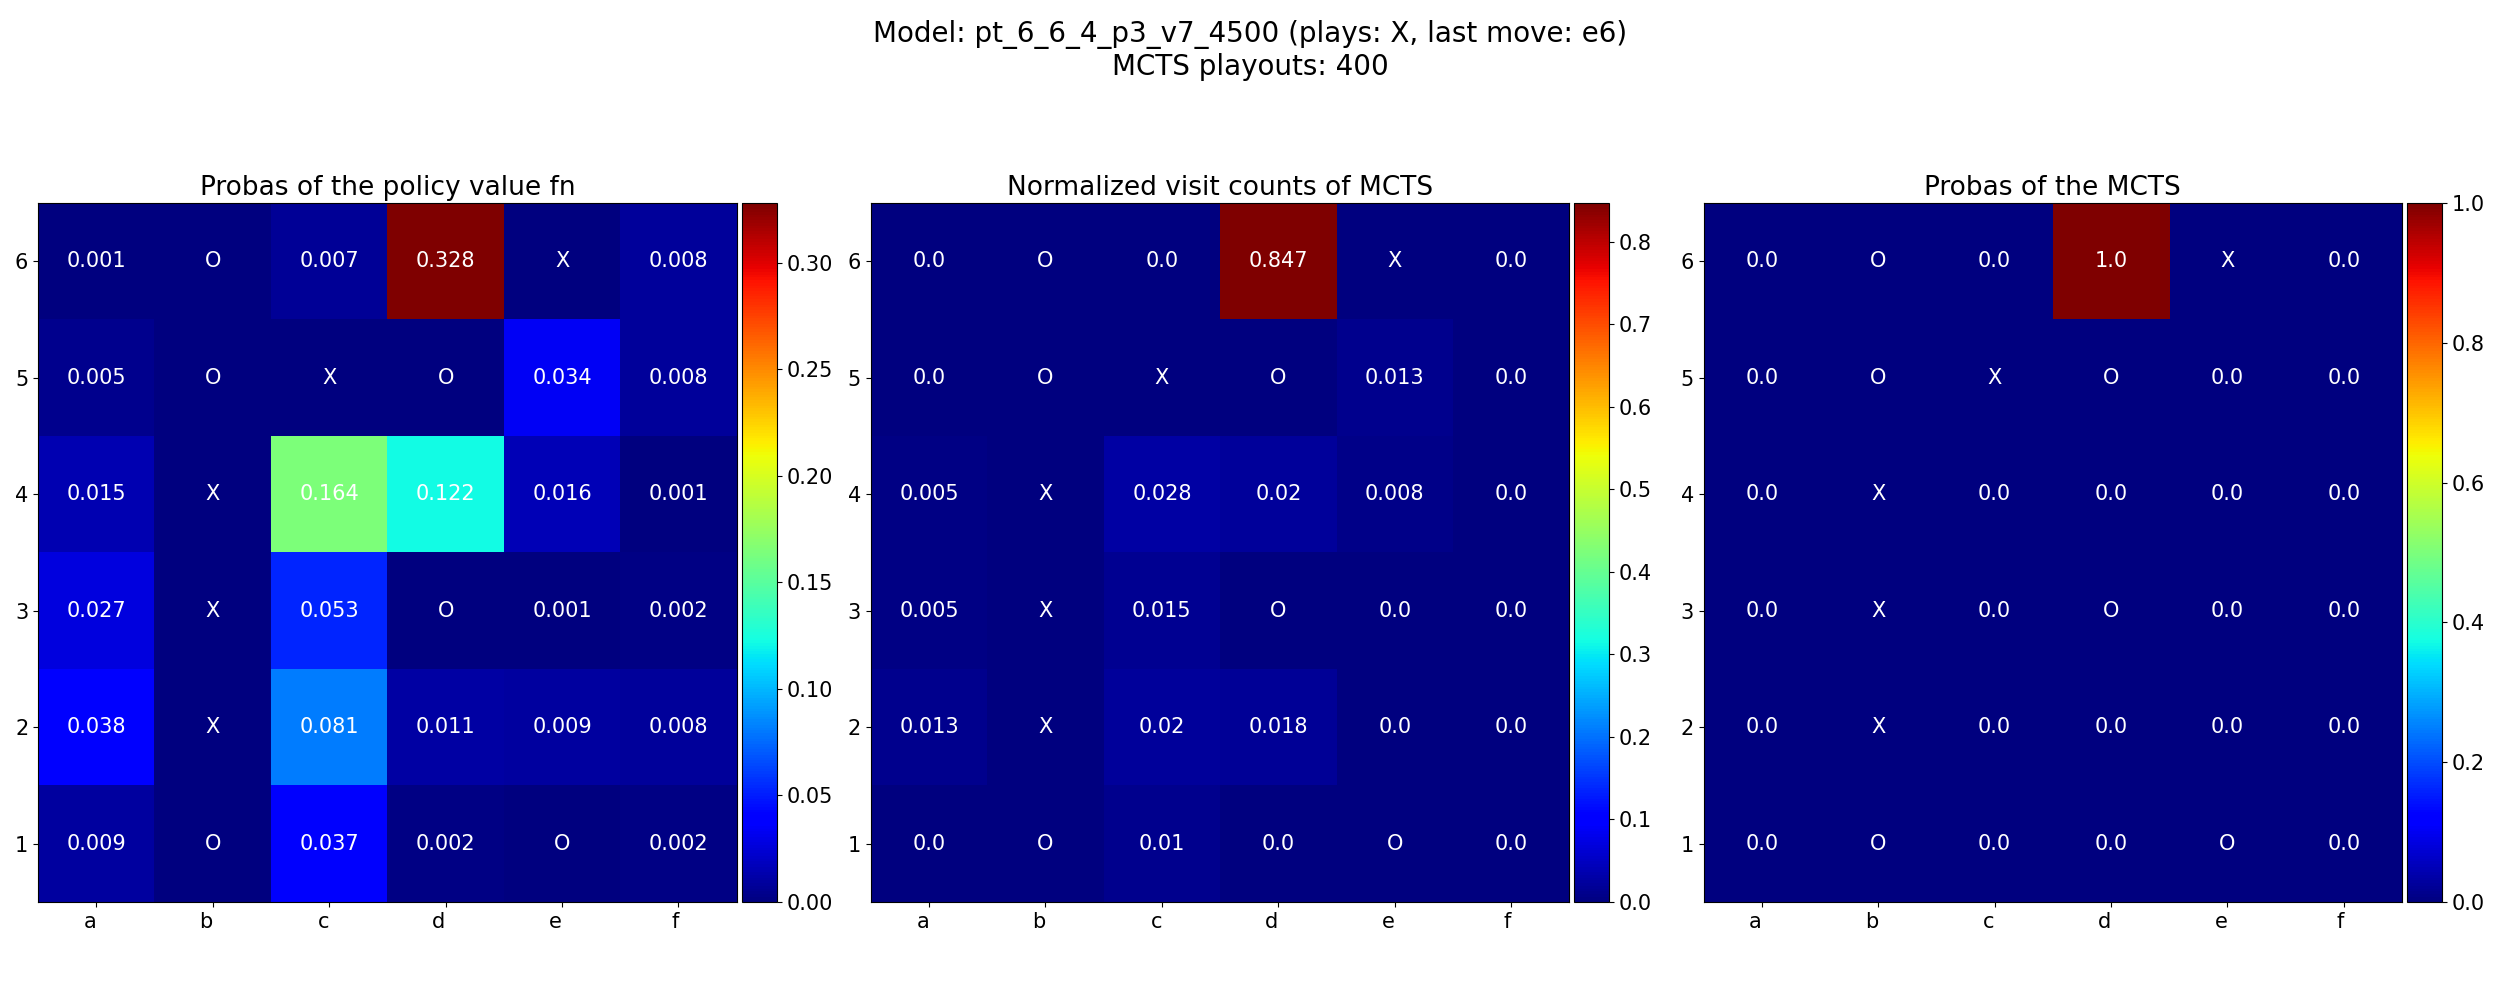 Model: pt_6_6_4_p3_v7_4500 (plays: X, last move: e6)
MCTS playouts: 400
Probas of the policy value fn
6 0.001 O 0.007 0.328 X 0.008
5 0.005 O X O 0.034 0.008
4 0.015 X 0.164 0.122 0.016 0.001
3 0.027 X 0.053 O 0.001 0.002
2 0.038 X 0.081 0.011 0.009 0.008
1 0.009 O 0.037 0.002 O 0.002
a b c d e f
0.30
0.25
0.20
0.15
0.10
0.05
0.00
Normalized visit counts of MCTS
6 0.0 O 0.0 0.847 X 0.0
5 0.0 O X O 0.013 0.0
4 0.005 X 0.028 0.02 0.008 0.0
3 0.005 X 0.015 O 0.0 0.0
2 0.013 X 0.02 0.018 0.0 0.0
1 0.0 O 0.01 0.0 O 0.0
a b c d e f
0.8
0.7
0.6
0.5
0.4
0.3
0.2
0.1
0.0
Probas of the MCTS
6 0.0 O 0.0 1.0 X 0.0
5 0.0 O X O 0.0 0.0
4 0.0 X 0.0 0.0 0.0 0.0
3 0.0 X 0.0 O 0.0 0.0
2 0.0 X 0.0 0.0 0.0 0.0
1 0.0 O 0.0 0.0 O 0.0
a b c d e f
1.0
0.8
0.6
0.4
0.2
0.0